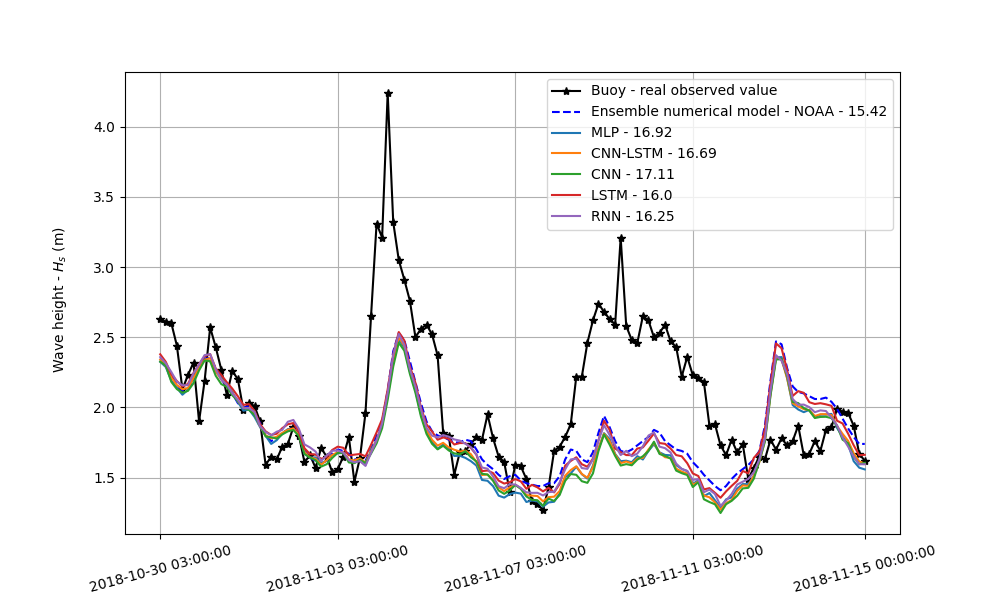 Buoy - real observed value
Ensemble numerical model - NOAA - 15.42
MLP - 16.92
CNN-LSTM - 16.69
CNN - 17.11
LSTM - 16.0
RNN - 16.25
Wave height - Hs (m)
4.0
3.5
3.0
2.5
2.0
1.5
2018-10-30 03:00:00
2018-11-03 03:00:00
2018-11-07 03:00:00
2018-11-11 03:00:00
2018-11-15 00:00:00